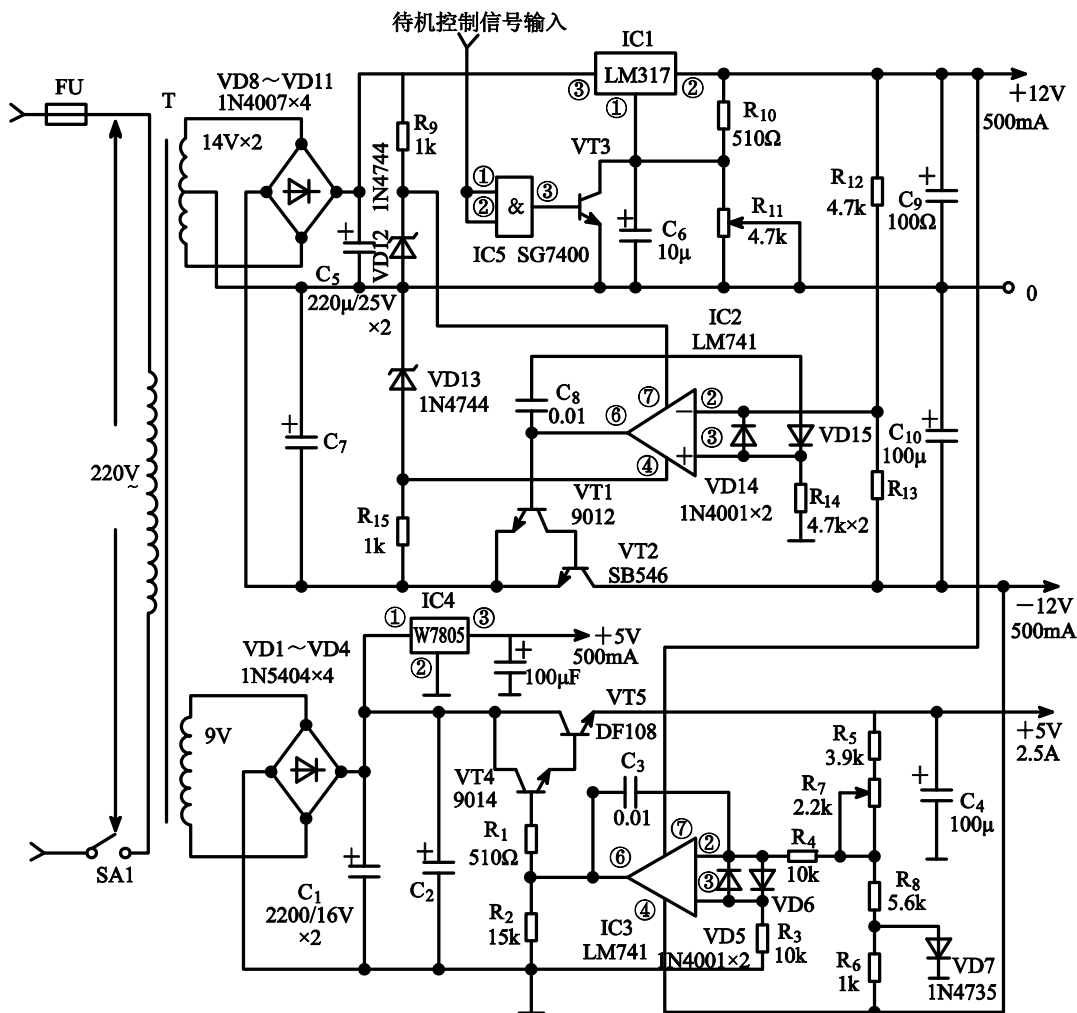 待机控制信号输入
IC1
LM317
③
②
①
+12V
500mA
FU
T
VD8～VD11
1N4007×4
14V×2
R9
1k
1N4744
VD12
VT3
R10
510Ω
R11
4.7k
R12
4.7k
C9
100Ω
①
②
&
③
IC5 SG7400
C6
10μ
C5
220μ/25V
×2
0
IC2
LM741
VD13
1N4744
C8
0.01
⑦
⑥
②
③
④
−
+
VD15
C10
100μ
C7
220V
~
VD14
1N4001×2
R14
4.7k×2
R13
R15
1k
VT1
9012
VT2
SB546
−12V
500mA
IC4
①
③
W7805
②
+5V
500mA
100μF
VD1～VD4
1N5404×4
9V
VT5
DF108
+5V
2.5A
VT4
9014
C3
0.01
R5
3.9k
R7
2.2k
C4
100μ
R1
510Ω
⑦
⑥
②
③
④
R4
10k
VD6
R8
5.6k
SA1
C1
2200/16V
×2
C2
R2
15k
IC3
LM741
VD5
1N4001×2
R3
10k
R6
1k
VD7
1N4735